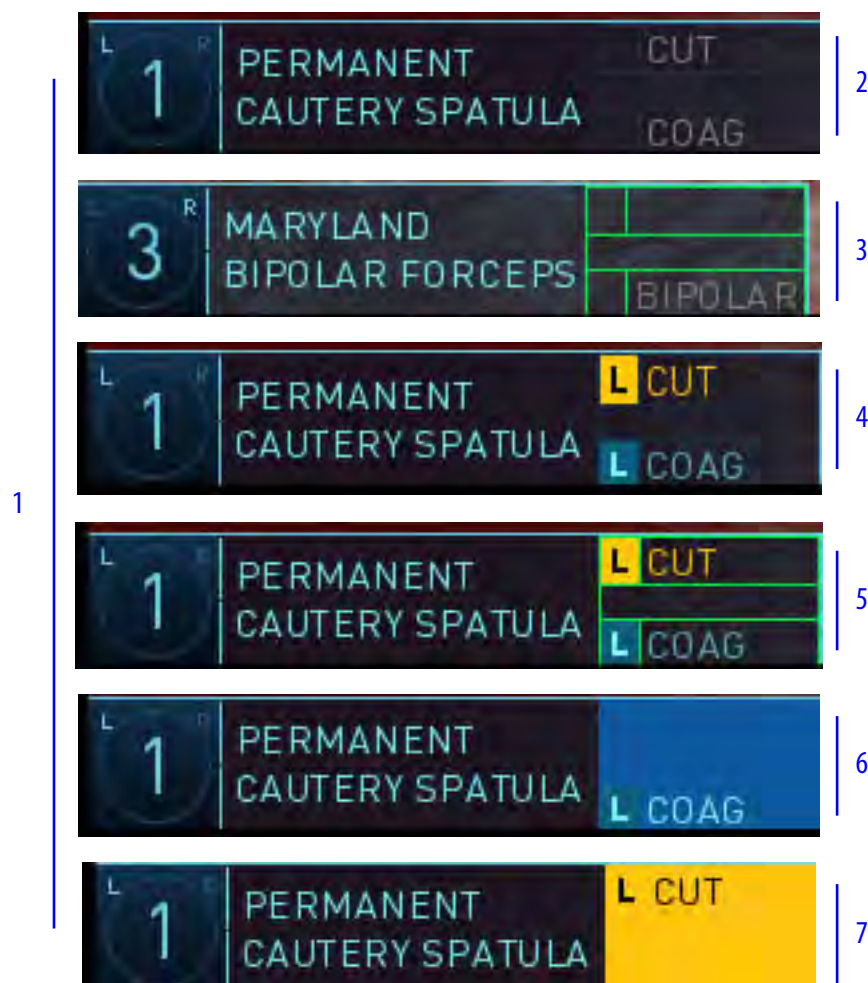 L R
1 PERMANENT CAUTERY SPATULA CUT COAG 2
R
3 MARYLAND BIPOLAR FORCEPS BIPOLAR 3
L R
1 PERMANENT CAUTERY SPATULA L CUT L COAG 4
1
L R
1 PERMANENT CAUTERY SPATULA L CUT L COAG 5
L R
1 PERMANENT CAUTERY SPATULA L COAG 6
L
1 PERMANENT CAUTERY SPATULA L CUT 7